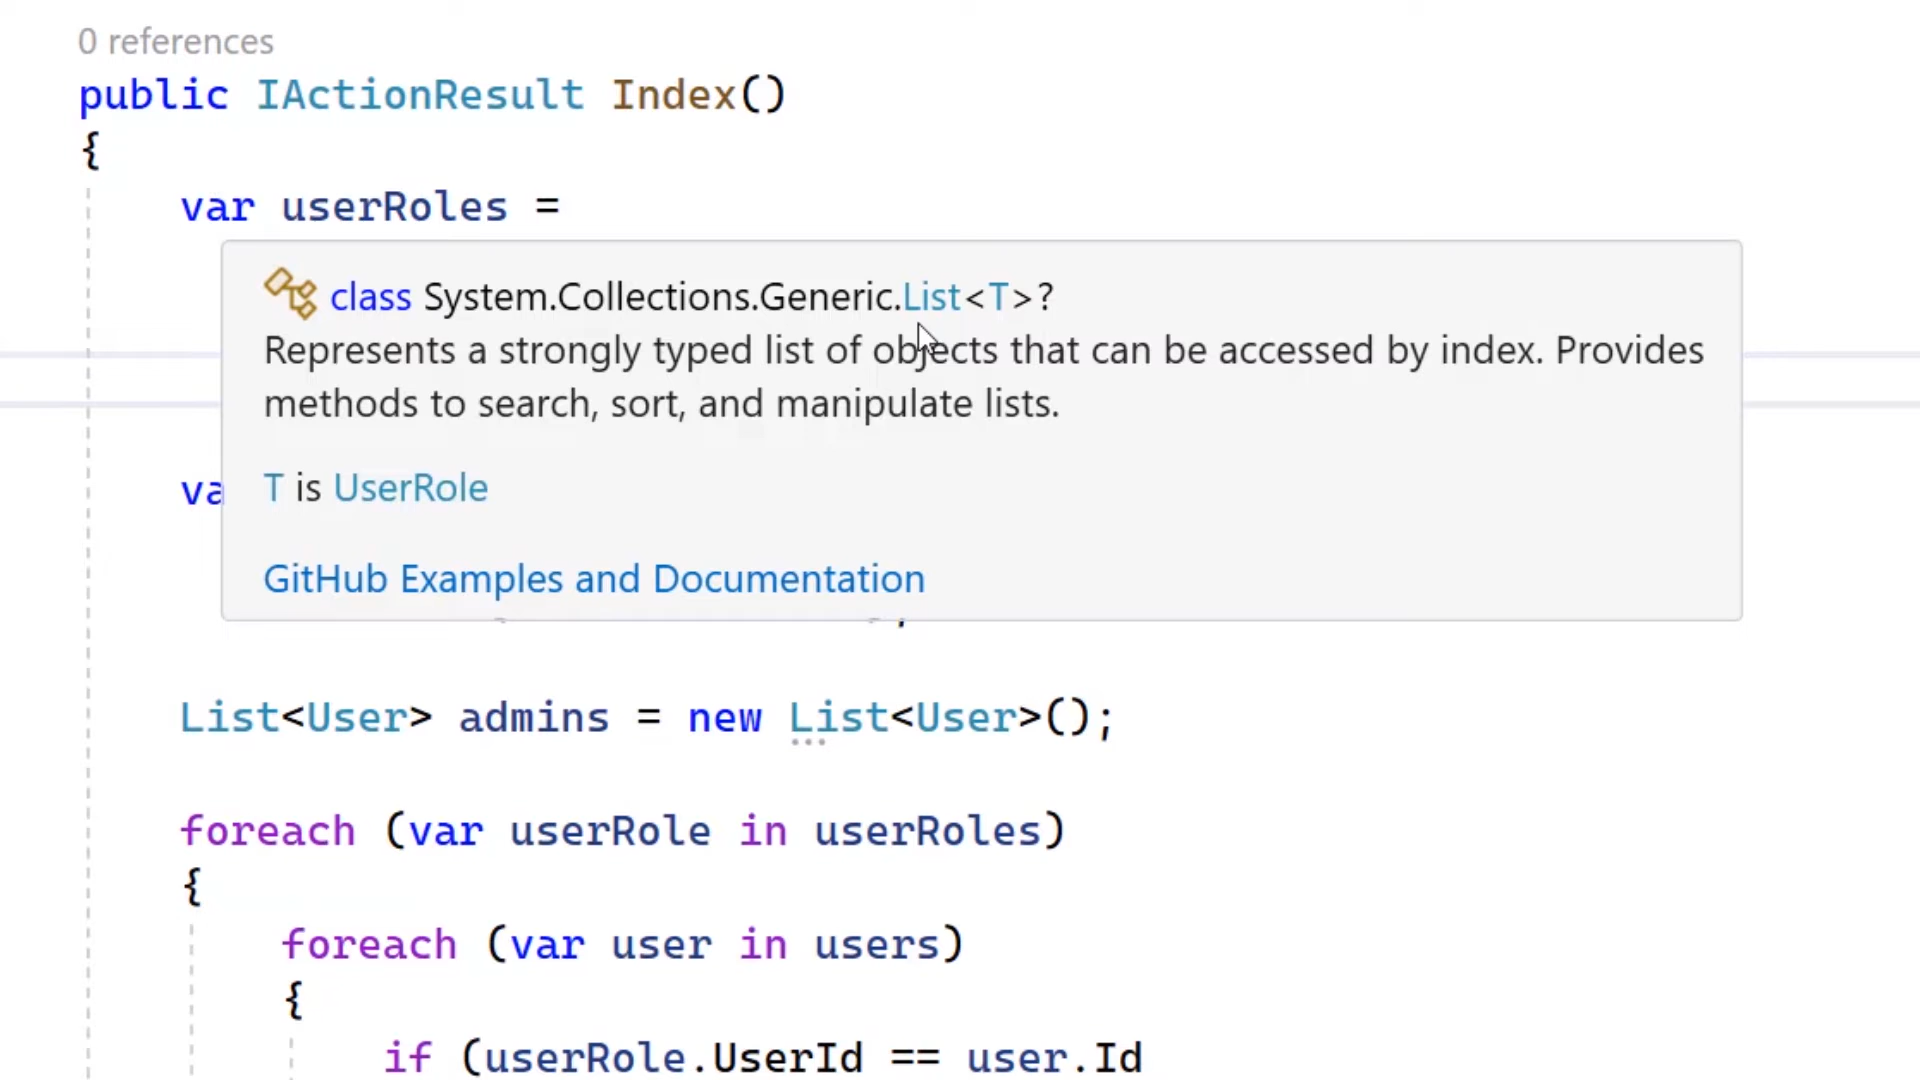 0 references
public IActionResult Index()
{
var userRoles =
class System.Collections.Generic.List<T>?
Represents a strongly typed list of objects that can be accessed by index. Provides
methods to search, sort, and manipulate lists.
va
T is UserRole
GitHub Examples and Documentation
List<User> admins = new List<User>();
foreach (var userRole in userRoles)
{
foreach (var user in users)
{
if (userRole.UserId == user.Id